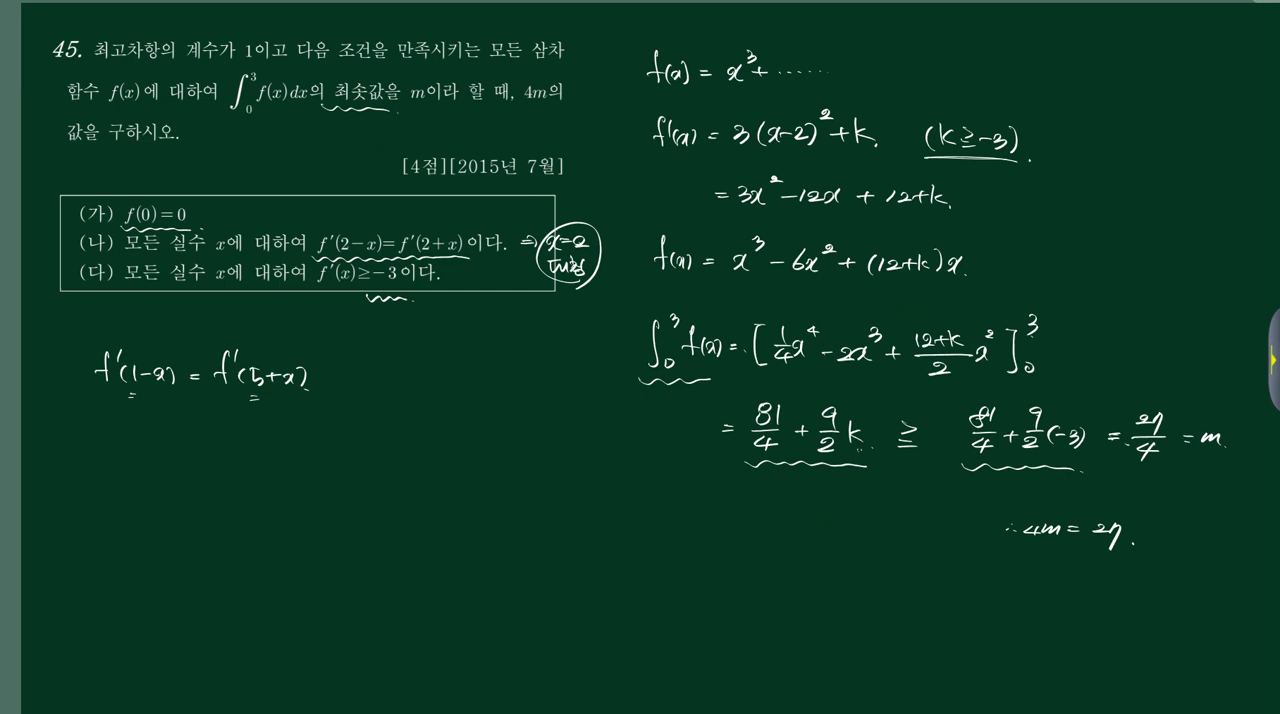 45. 최고차항의 계수가 1이고 다음 조건을 만족시키는 모든 삼차
함수 f(x)에 대하여 ∫₀³ f(x)dx의 최솟값을 m이라 할 때, 4m의
값을 구하시오.
[4점][2015년 7월]
(가) f(0)=0
(나) 모든 실수 x에 대하여 f′(2−x)=f′(2+x)이다. ⇒ x=2
대칭
(다) 모든 실수 x에 대하여 f′(x)≥−3이다.
f′(1−x) = f′(5+x)
f(x) = x³+ ⋯⋯
f′(x) = 3(x−2)²+k. (k≥−3).
= 3x²−12x + 12+k.
f(x) = x³ − 6x² + (12+k)x.
∫₀³ f(x) = [1/4 x⁴ − 2x³ + (12+k)/2 x²]₀³
= 81/4 + 9/2 k ≥ 81/4 + 9/2(−3) = 27/4 = m.
∴ 4m = 27.